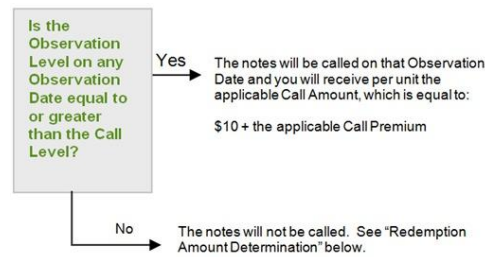 Is the
Observation
Level on any
Observation
Date equal to
or greater
than the Call
Level?
Yes
The notes will be called on that Observation
Date and you will receive per unit the
applicable Call Amount, which is equal to:
$10 + the applicable Call Premium
No
The notes will not be called. See “Redemption
Amount Determination” below.